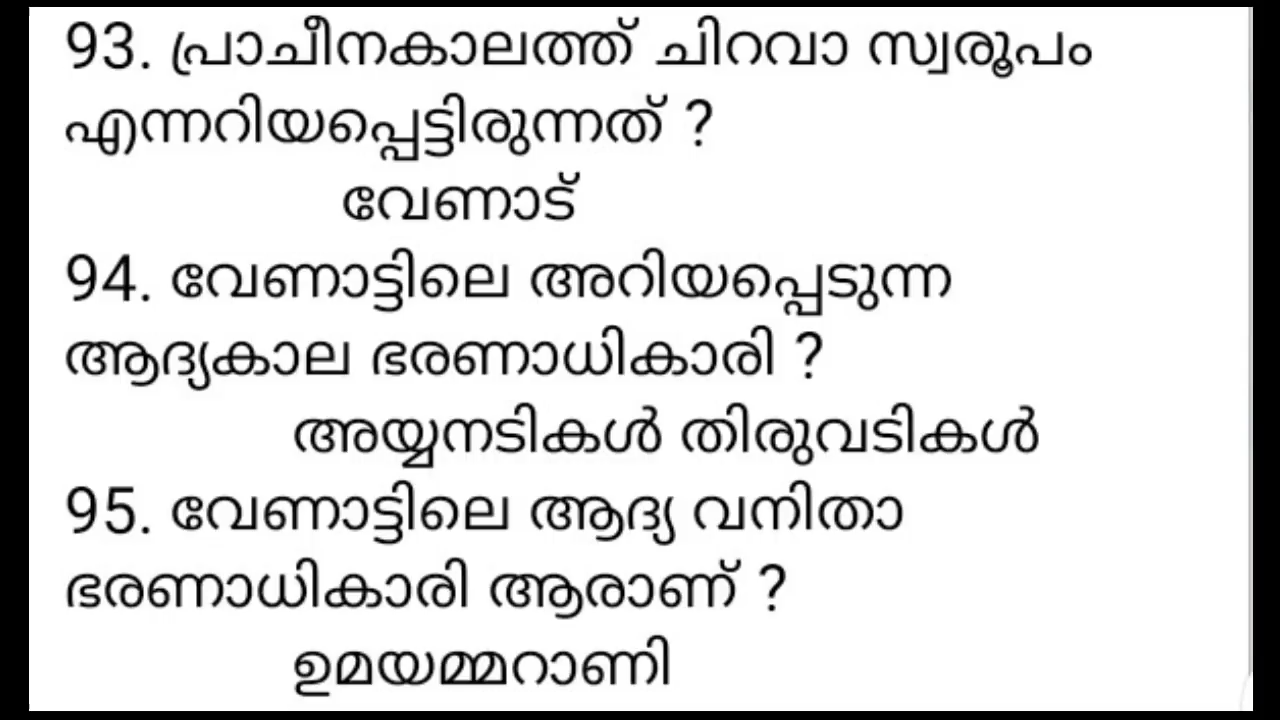 93. പ്രാചീനകാലത്ത് ചിറവാ സ്വരൂപം
എന്നറിയപ്പെട്ടിരുന്നത് ?
വേണാട്
94. വേണാട്ടിലെ അറിയപ്പെടുന്ന
ആദ്യകാല ഭരണാധികാരി ?
അയ്യനടികൾ തിരുവടികൾ
95. വേണാട്ടിലെ ആദ്യ വനിതാ
ഭരണാധികാരി ആരാണ് ?
ഉമയമ്മറാണി